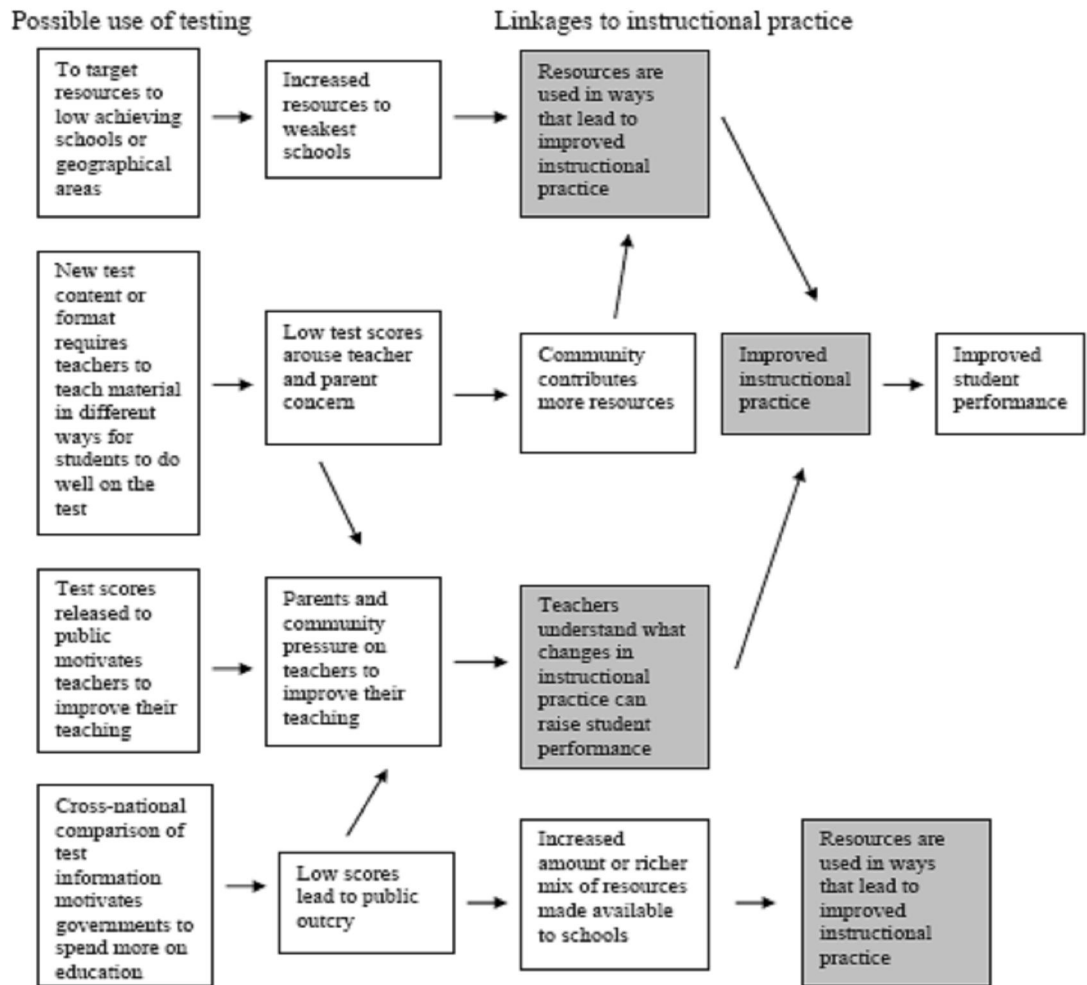 Possible use of testing
Linkages to instructional practice
To target
resources to
low achieving
schools or
geographical
areas
Increased
resources to
weakest
schools
Resources are
used in ways
that lead to
improved
instructional
practice
New test
content or
format
requires
teachers to
teach material
in different
ways for
students to do
well on the
test
Low test scores
arouse teacher
and parent
concern
Community
contributes
more resources
Improved
instructional
practice
Improved
student
performance
Test scores
released to
public
motivates
teachers to
improve their
teaching
Parents and
community
pressure on
teachers to
improve their
teaching
Teachers
understand what
changes in
instructional
practice can
raise student
performance
Cross-national
comparison of
test
information
motivates
governments to
spend more on
education
Low scores
lead to public
outcry
Increased
amount or richer
mix of resources
made available
to schools
Resources are
used in ways
that lead to
improved
instructional
practice